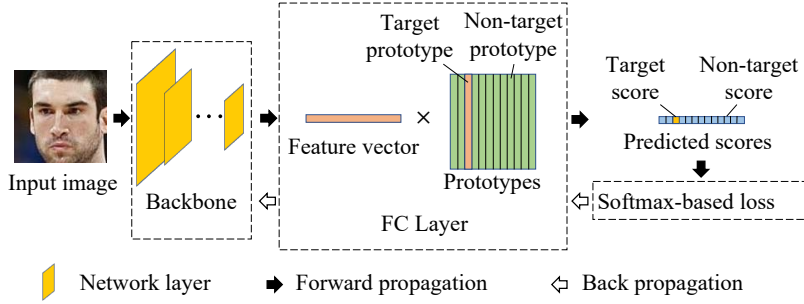 Target
prototype
Non-target
prototype
Target
score
Non-target
score
×
Feature vector
Predicted scores
Input image
Prototypes
Backbone
Softmax-based loss
FC Layer
Network layer
Forward propagation
Back propagation